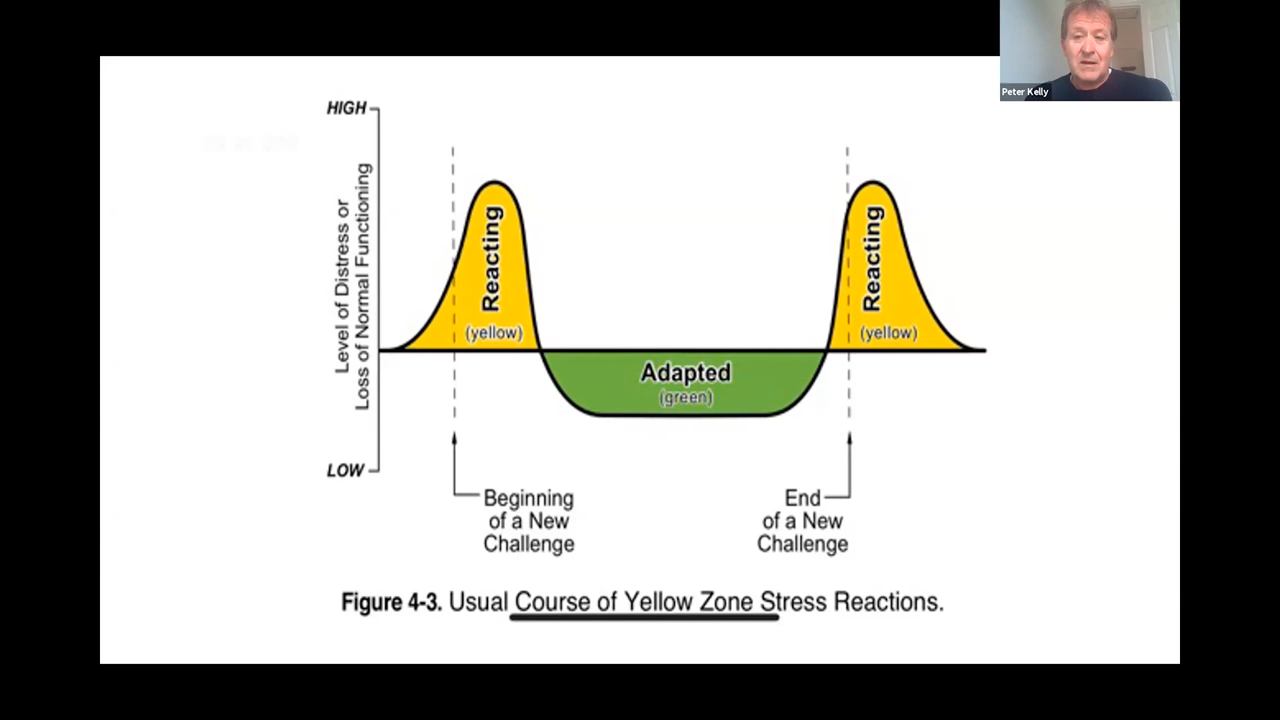 Peter Kelly
HIGH
Level of Distress or
Loss of Normal Functioning
LOW
Reacting
(yellow)
Adapted
(green)
Reacting
(yellow)
Beginning
of a New
Challenge
End
of a New
Challenge
Figure 4-3. Usual Course of Yellow Zone Stress Reactions.